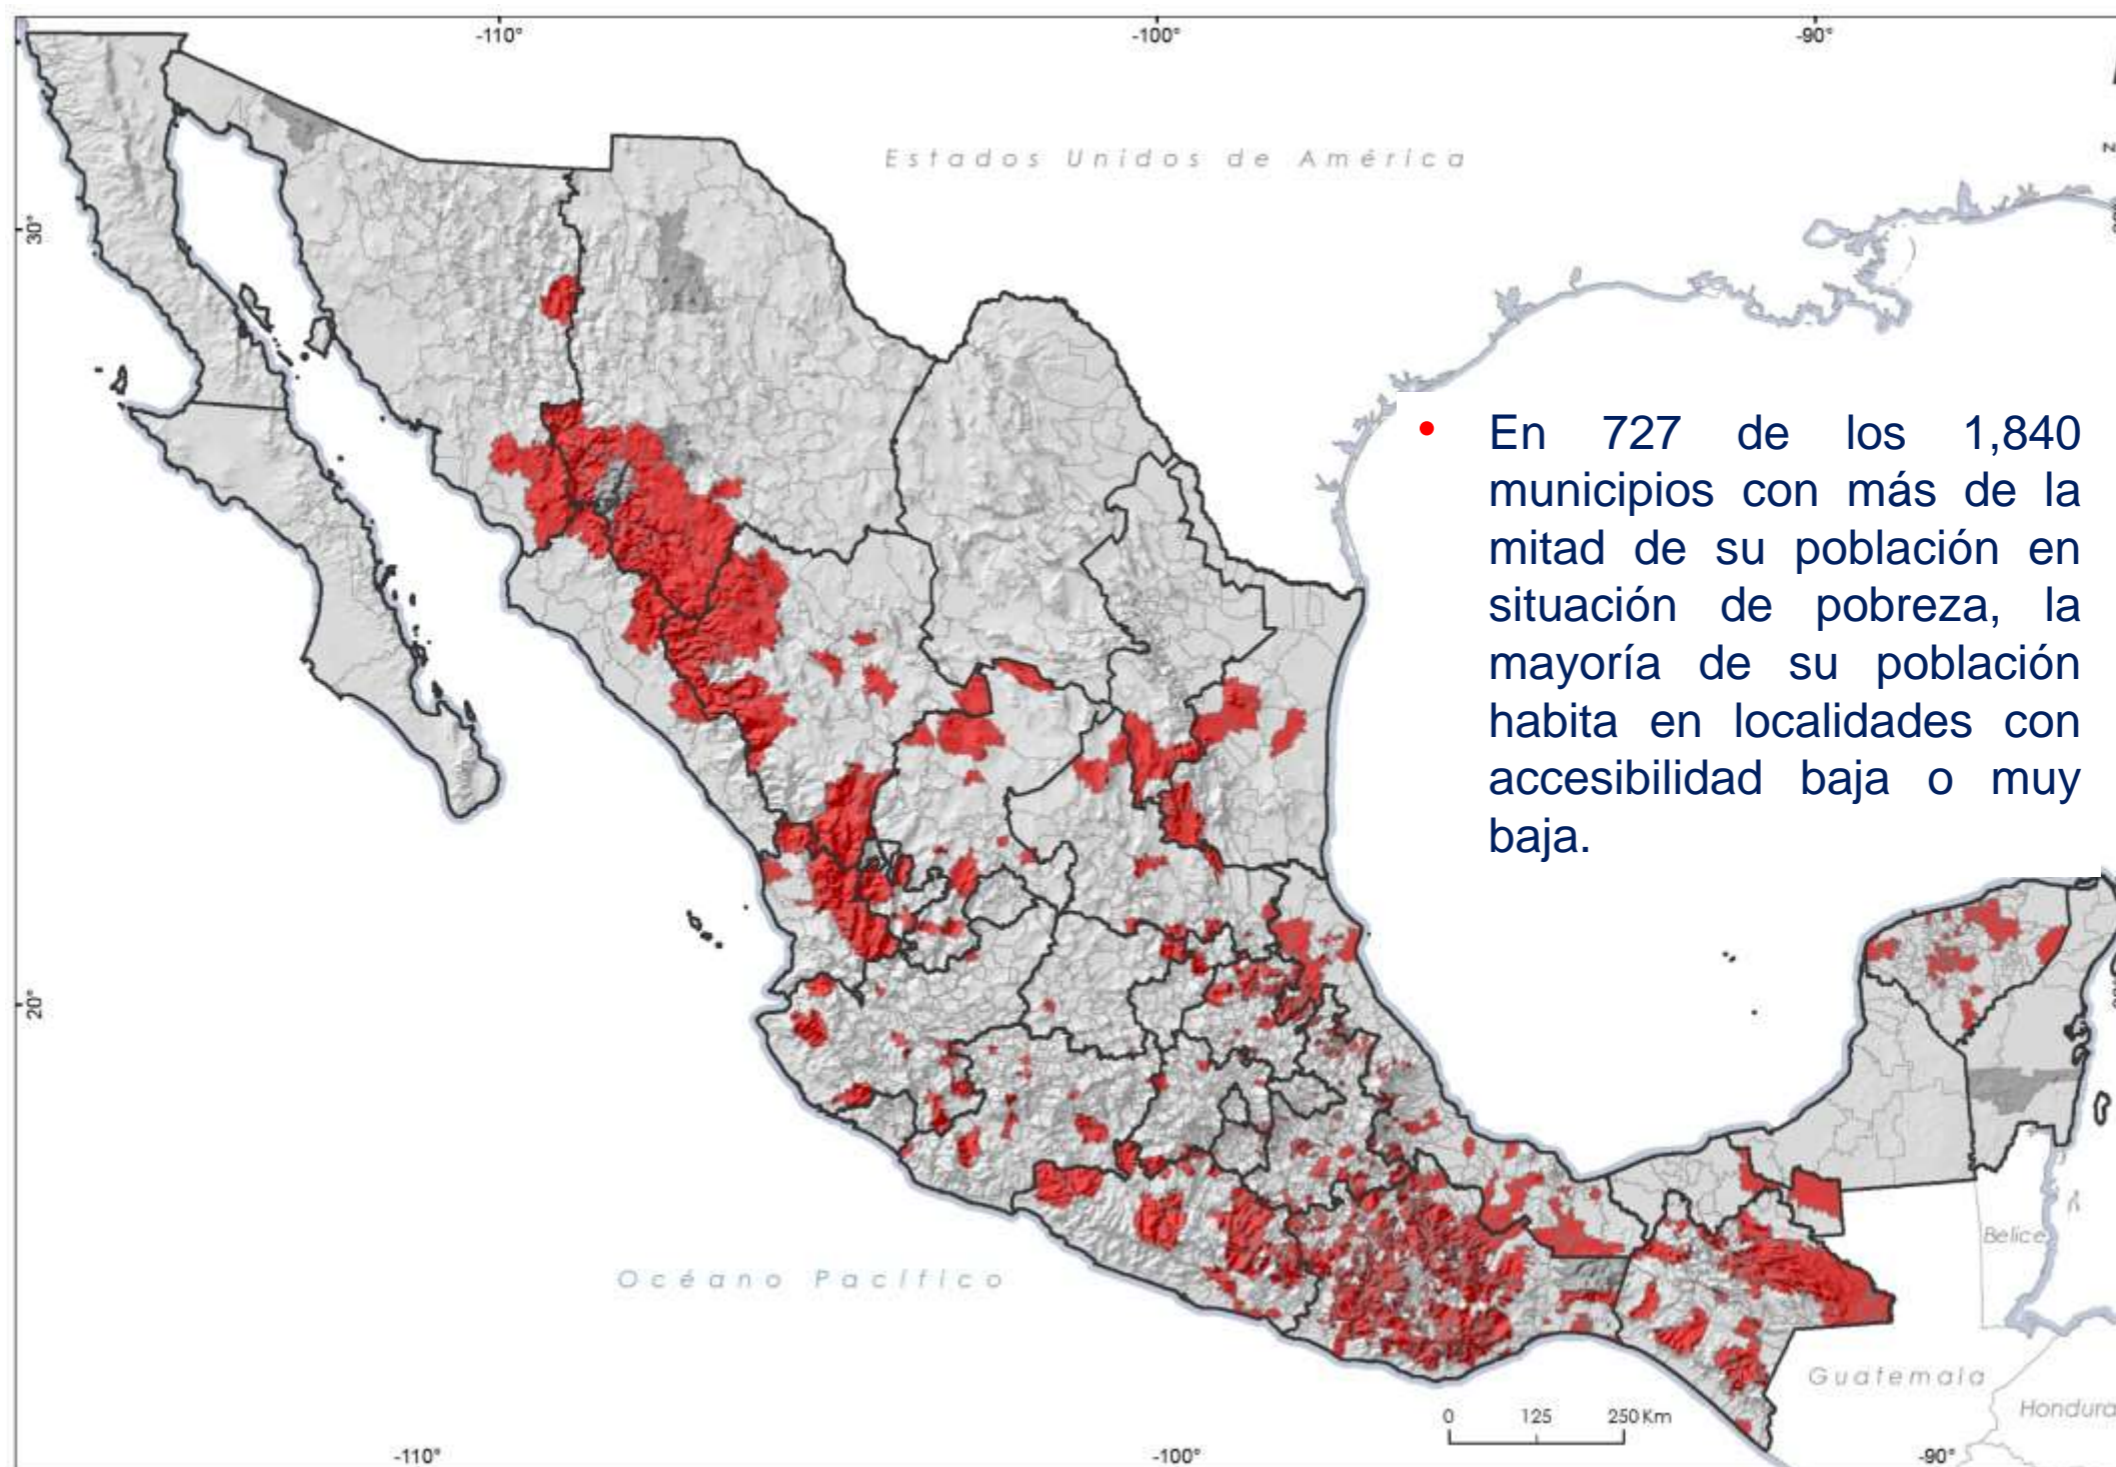 -110°
-100°
-90°
Estados Unidos de América
30°
• En 727 de los 1,840
municipios con más de la
mitad de su población en
situación de pobreza, la
mayoría de su población
habita en localidades con
accesibilidad baja o muy
baja.
20°
Belice
Océano Pacífico
Guatemala
Hondura
0 125 250 Km
-110°
-100°
-90°